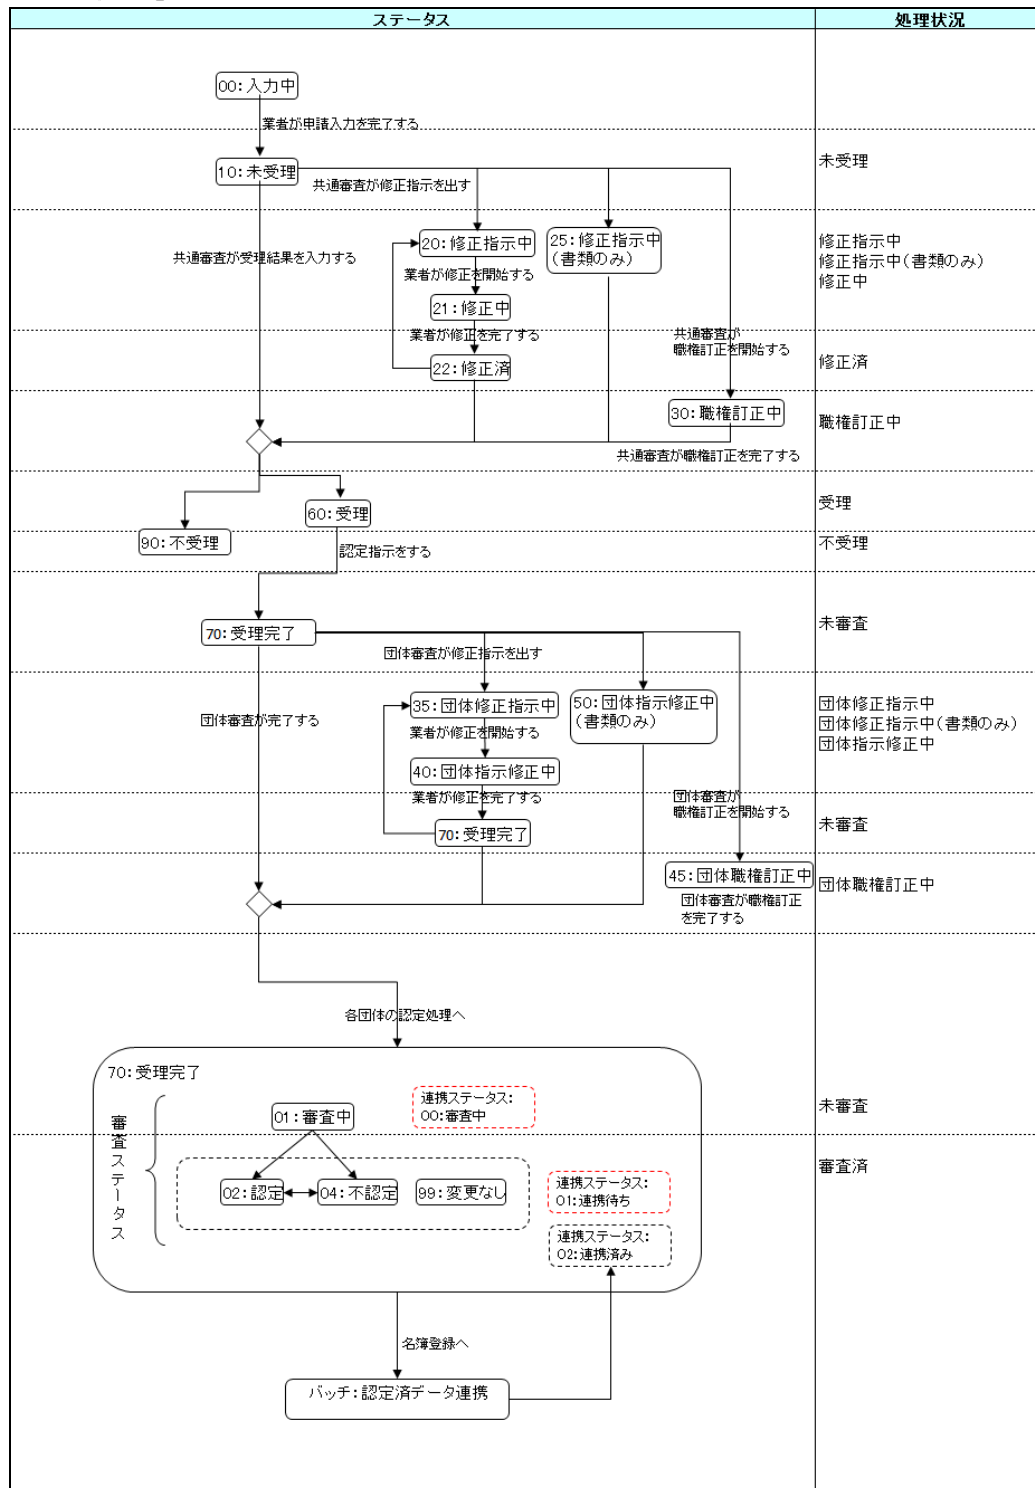 ステータス
処理状況
00:入力中
業者が申請入力を完了する
10:未受理
未受理
共通審査が修正指示を出す
20:修正指示中
25:修正指示中
(書類のみ)
修正指示中
修正指示中(書類のみ)
修正中
共通審査が受理結果を入力する
業者が修正を開始する
21:修正中
業者が修正を完了する
共通審査が
職権訂正を開始する
22:修正済
修正済
30:職権訂正中
職権訂正中
共通審査が職権訂正を完了する
60:受理
受理
90:不受理
不受理
認定指示をする
70:受理完了
未審査
団体審査が修正指示を出す
35:団体修正指示中
50:団体指示修正中
(書類のみ)
団体修正指示中
団体修正指示中(書類のみ)
団体指示修正中
団体審査が完了する
業者が修正を開始する
40:団体指示修正中
業者が修正を完了する
団体審査が
職権訂正を開始する
70:受理完了
未審査
45:団体職権訂正中
団体職権訂正中
団体審査が職権訂正
を完了する
各団体の認定処理へ
70:受理完了
審査ステータス
01:審査中
連携ステータス:
00:審査中
未審査
審査済
02:認定
04:不認定
99:変更なし
連携ステータス:
01:連携待ち
連携ステータス:
02:連携済み
名簿登録へ
バッチ:認定済データ連携